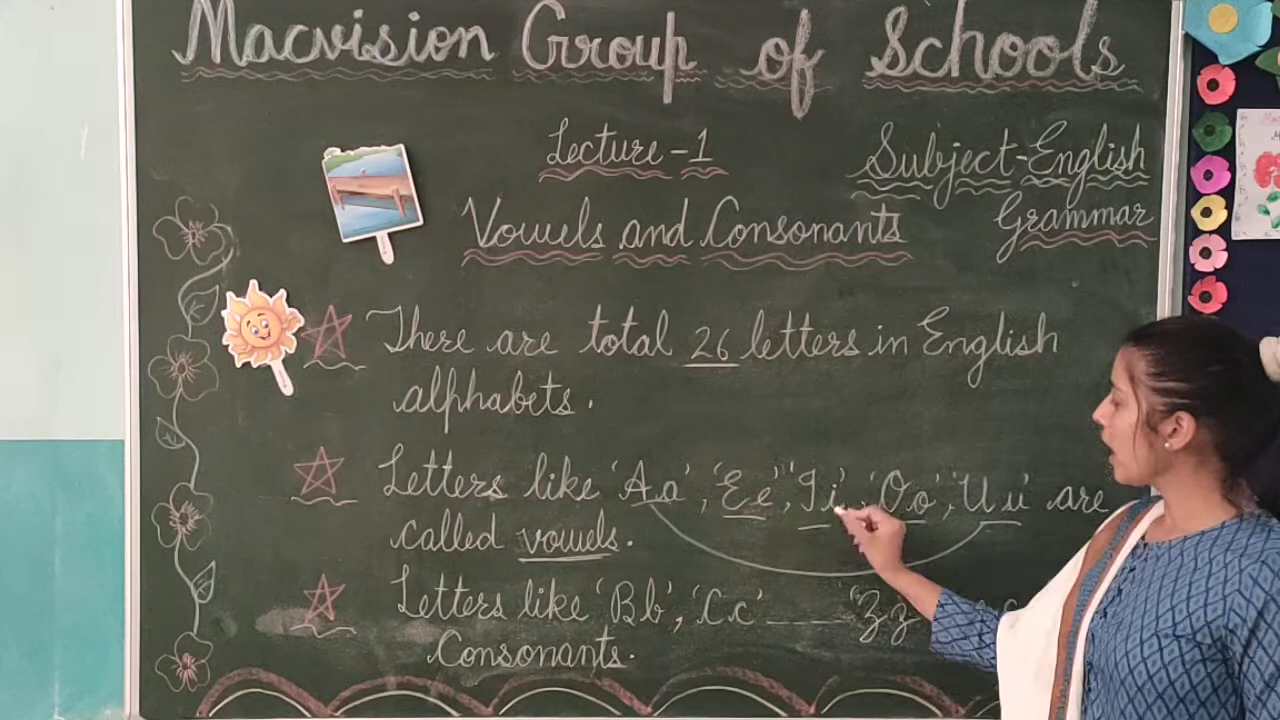 Macvision Group of Schools
Lecture-1
Subject-English
Grammar
Vowels and Consonants
There are total 26 letters in English
alphabets.
Letters like 'Aa', 'Ee', 'Ii', 'Oo', 'Uu' are
called vowels.
Letters like 'Bb', 'Cc' ____ 'Zz
Consonants.